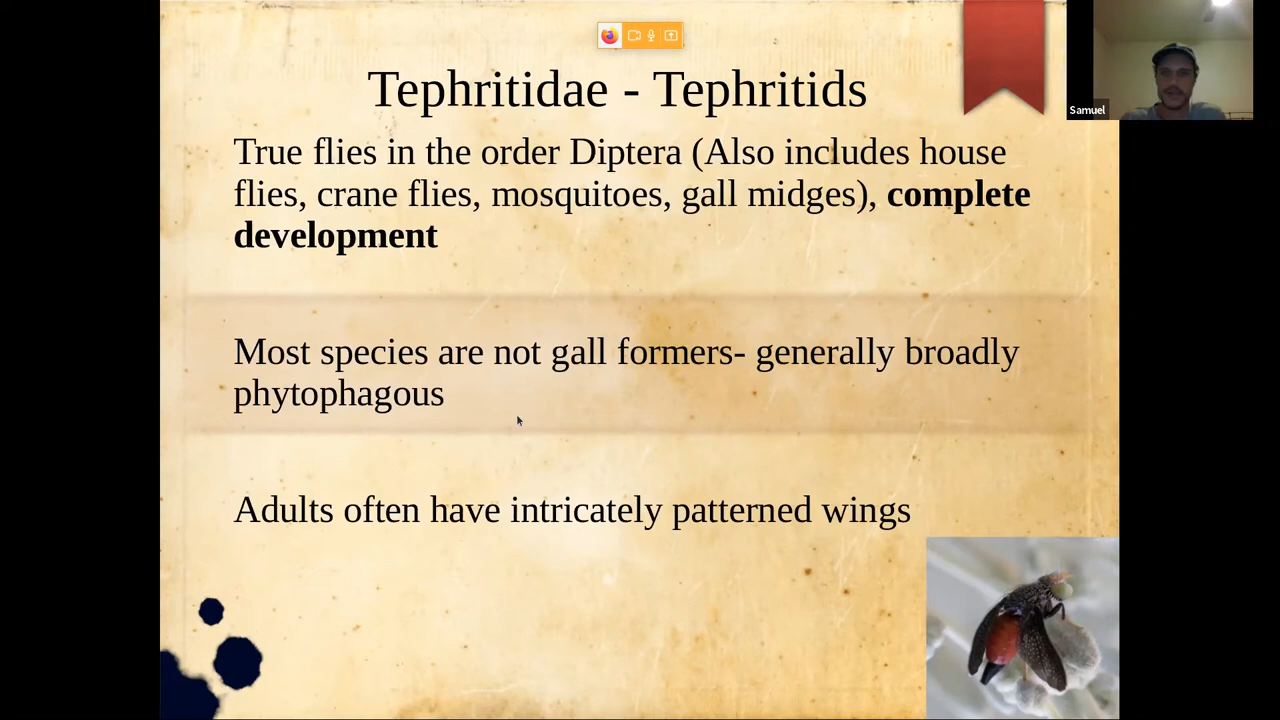 Tephritidae - Tephritids
Samuel
True flies in the order Diptera (Also includes house
flies, crane flies, mosquitoes, gall midges), complete
development
Most species are not gall formers- generally broadly
phytophagous
Adults often have intricately patterned wings